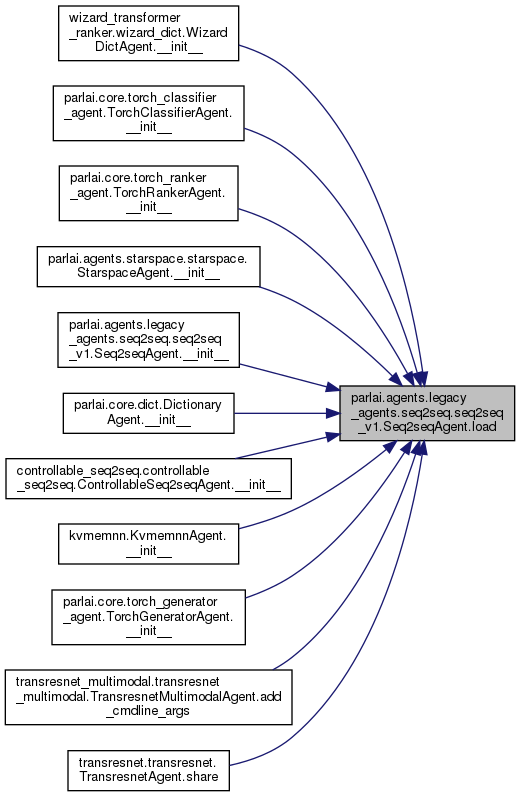 wizard_transformer
_ranker.wizard_dict.Wizard
DictAgent.__init__
parlai.core.torch_classifier
_agent.TorchClassifierAgent.
__init__
parlai.core.torch_ranker
_agent.TorchRankerAgent.
__init__
parlai.agents.starspace.starspace.
StarspaceAgent.__init__
parlai.agents.legacy
_agents.seq2seq.seq2seq
_v1.Seq2seqAgent.__init__
parlai.core.dict.Dictionary
Agent.__init__
controllable_seq2seq.controllable
_seq2seq.ControllableSeq2seqAgent.__init__
kvmemnn.KvmemnnAgent.
__init__
parlai.core.torch_generator
_agent.TorchGeneratorAgent.
__init__
transresnet_multimodal.transresnet
_multimodal.TransresnetMultimodalAgent.add
_cmdline_args
transresnet.transresnet.
TransresnetAgent.share
parlai.agents.legacy
_agents.seq2seq.seq2seq
_v1.Seq2seqAgent.load